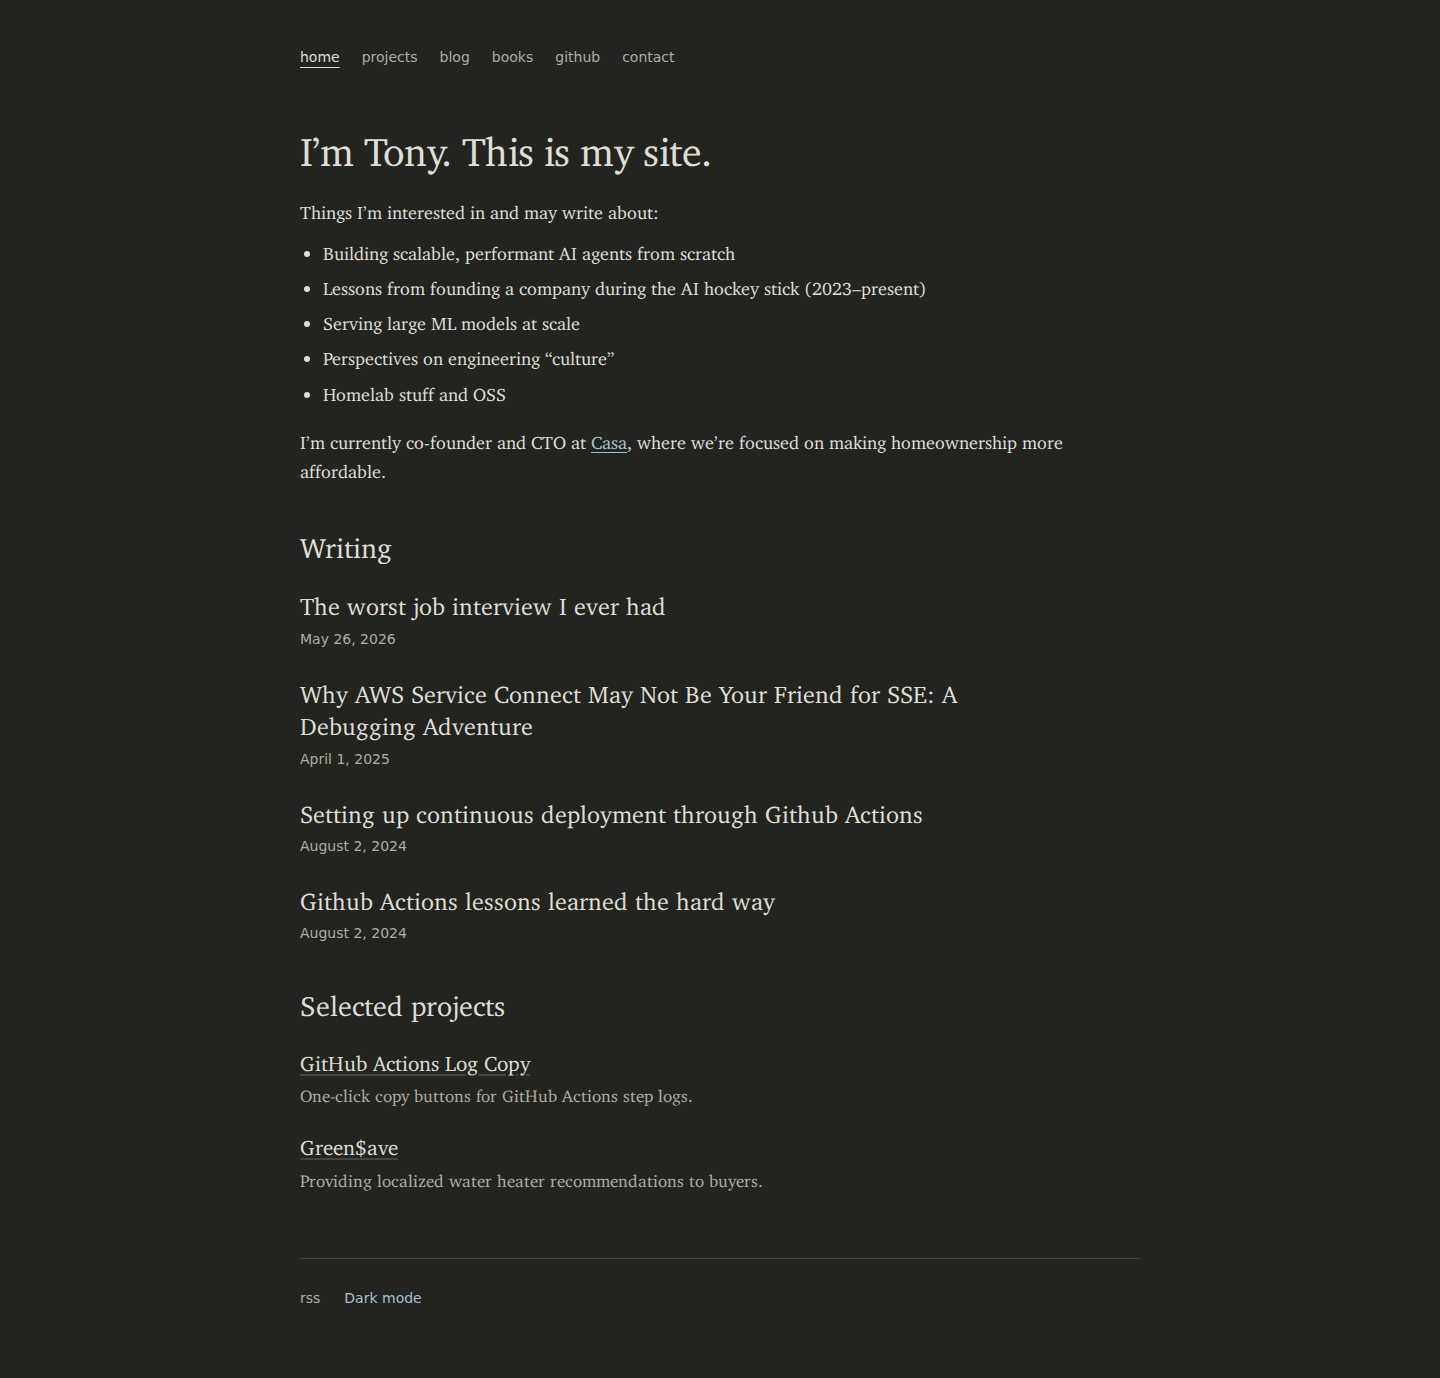 home projects blog books github contact
I’m Tony. This is my site.
Things I’m interested in and may write about:
• Building scalable, performant AI agents from scratch
• Lessons from founding a company during the AI hockey stick (2023–present)
• Serving large ML models at scale
• Perspectives on engineering “culture”
• Homelab stuff and OSS
I’m currently co-founder and CTO at Casa, where we’re focused on making homeownership more
affordable.
Writing
The worst job interview I ever had
May 26, 2026
Why AWS Service Connect May Not Be Your Friend for SSE: A
Debugging Adventure
April 1, 2025
Setting up continuous deployment through Github Actions
August 2, 2024
Github Actions lessons learned the hard way
August 2, 2024
Selected projects
GitHub Actions Log Copy
One-click copy buttons for GitHub Actions step logs.
Green$ave
Providing localized water heater recommendations to buyers.
rss Dark mode